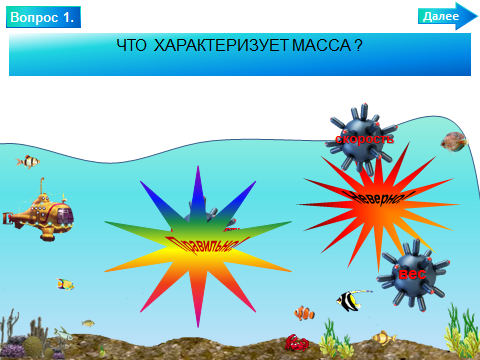 Вопрос 1.
Далее
ЧТО ХАРАКТЕРИЗУЕТ МАССА ?
скорость
Неверно !
Правильно !
вес